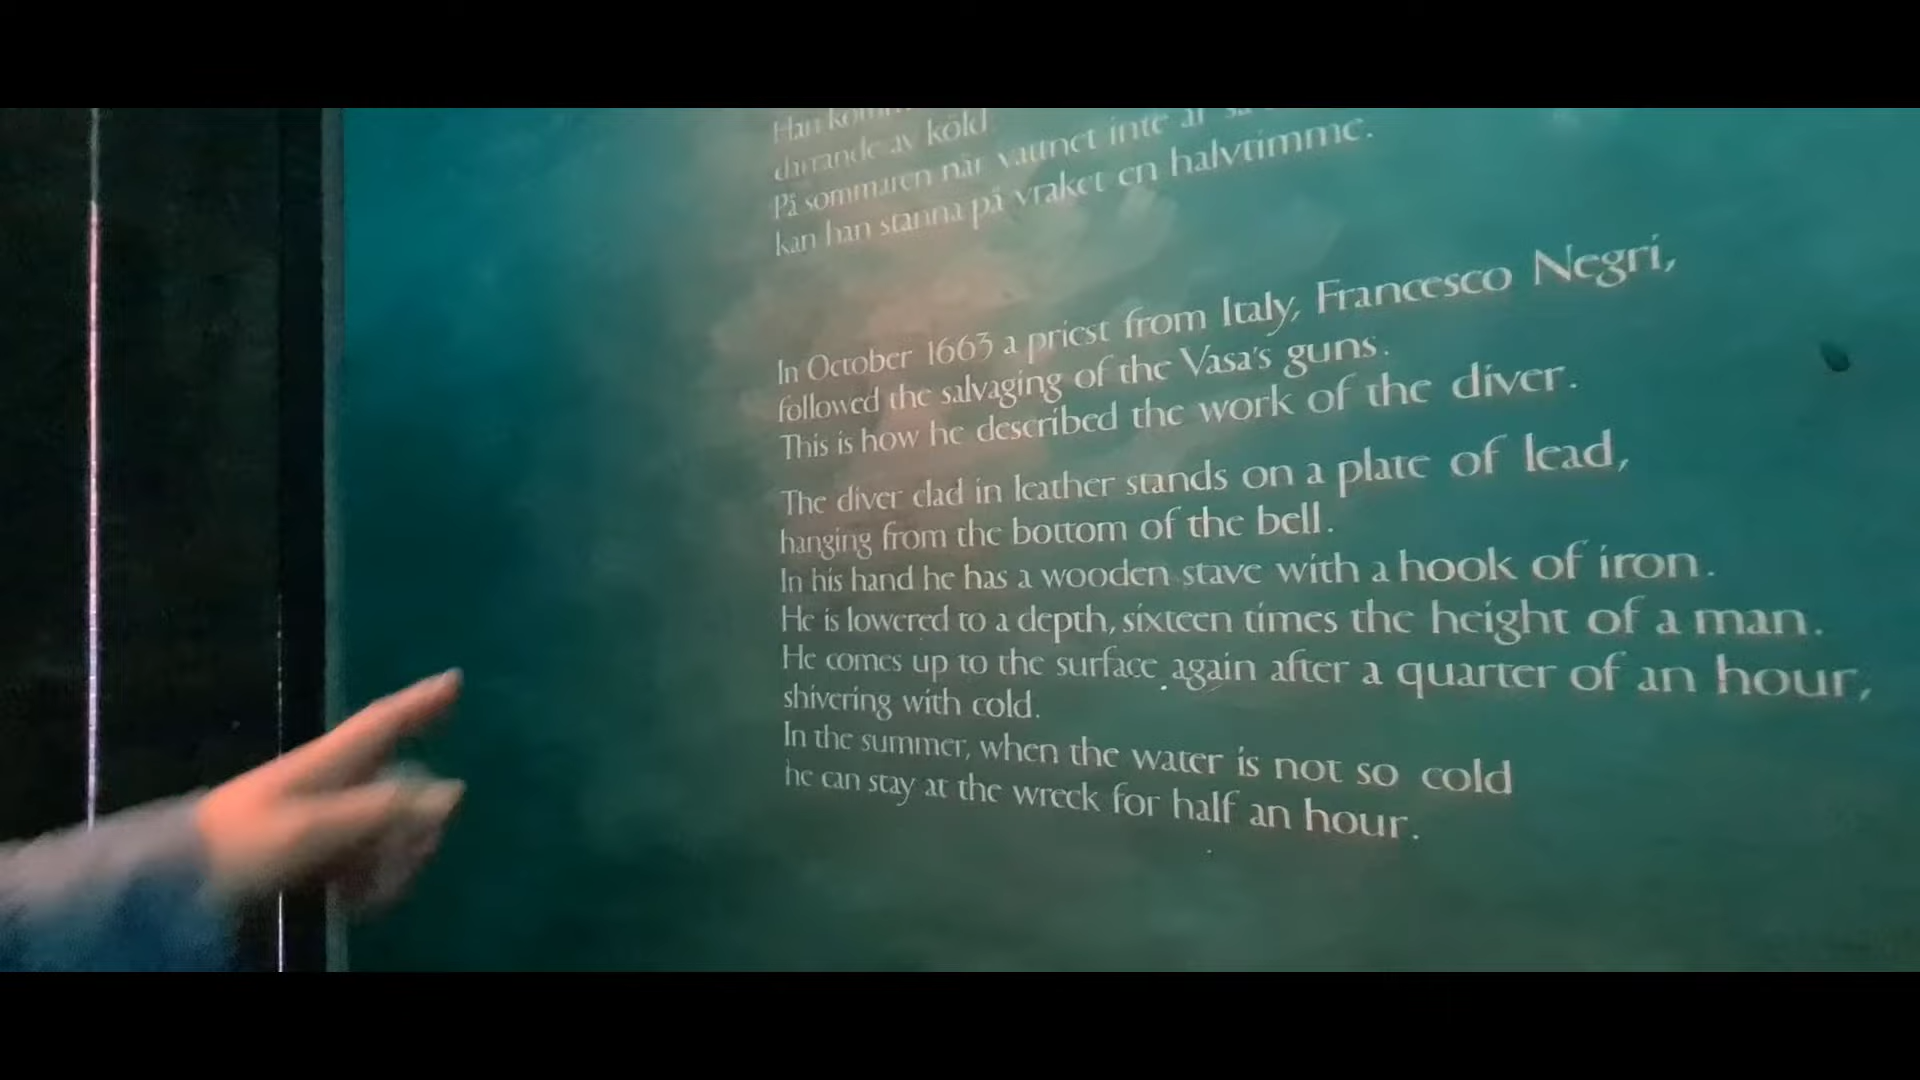 Han
darrande av köld.
På sommaren när vattnet inte är så
kan han stanna på vraket en halvtimme.
In October 1663 a priest from Italy, Francesco Negri,
followed the salvaging of the Vasa's guns.
This is how he described the work of the diver.
The diver clad in leather stands on a plate of lead,
hanging from the bottom of the bell.
In his hand he has a wooden stave with a hook of iron.
He is lowered to a depth, sixteen times the height of a man.
He comes up to the surface again after a quarter of an hour,
shivering with cold.
In the summer, when the water is not so cold
he can stay at the wreck for half an hour.